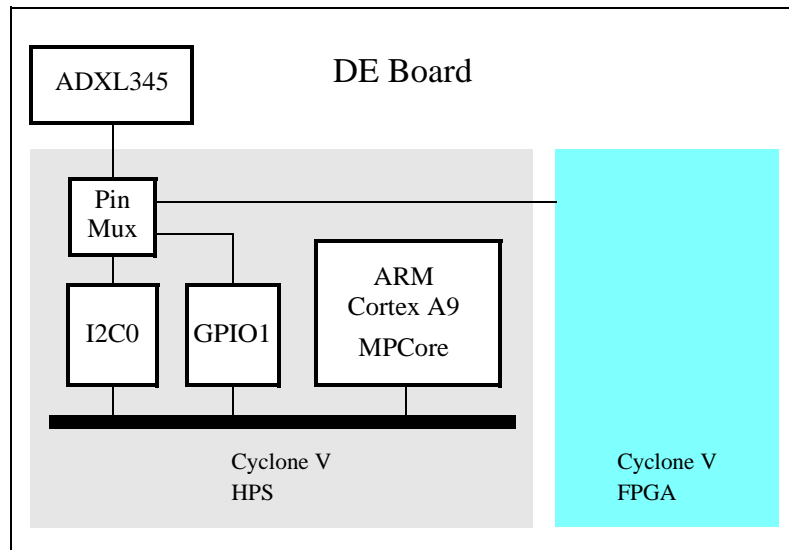 DE Board
ADXL345
Pin
Mux
I2C0
GPIO1
ARM
Cortex A9
MPCore
Cyclone V
HPS
Cyclone V
FPGA